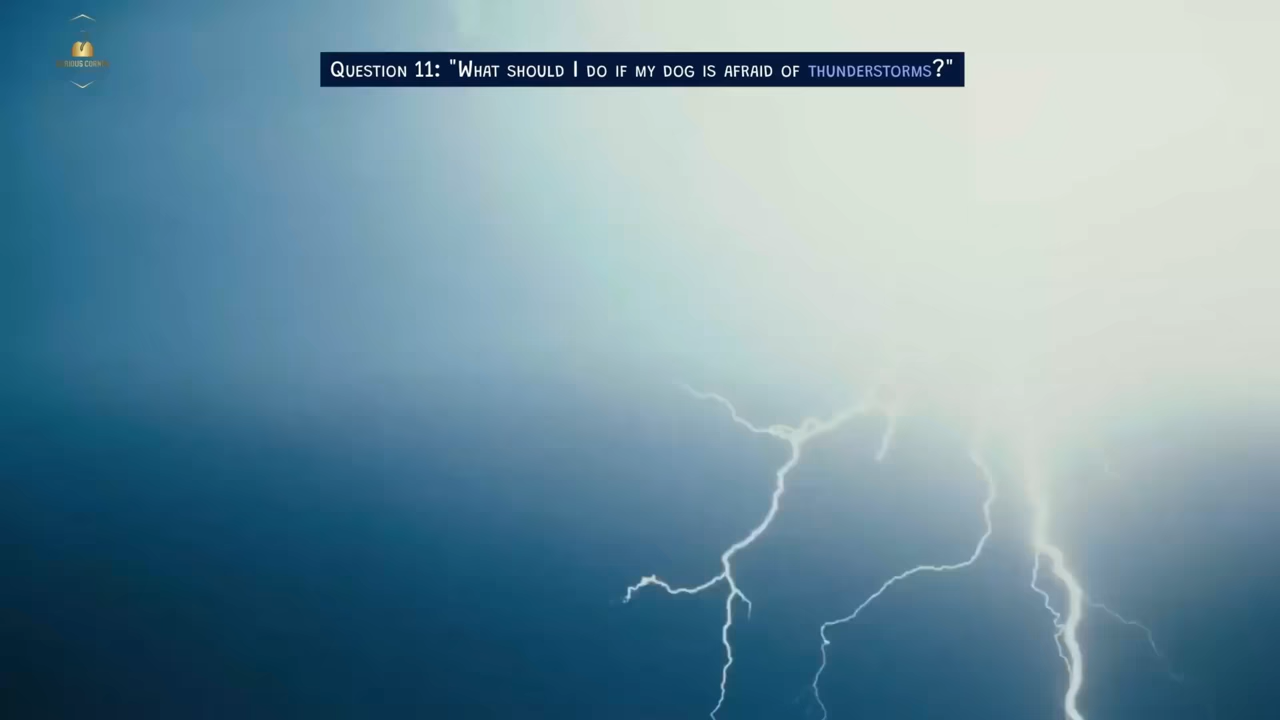 Question 11: "What should I do if my dog is afraid of thunderstorms?"